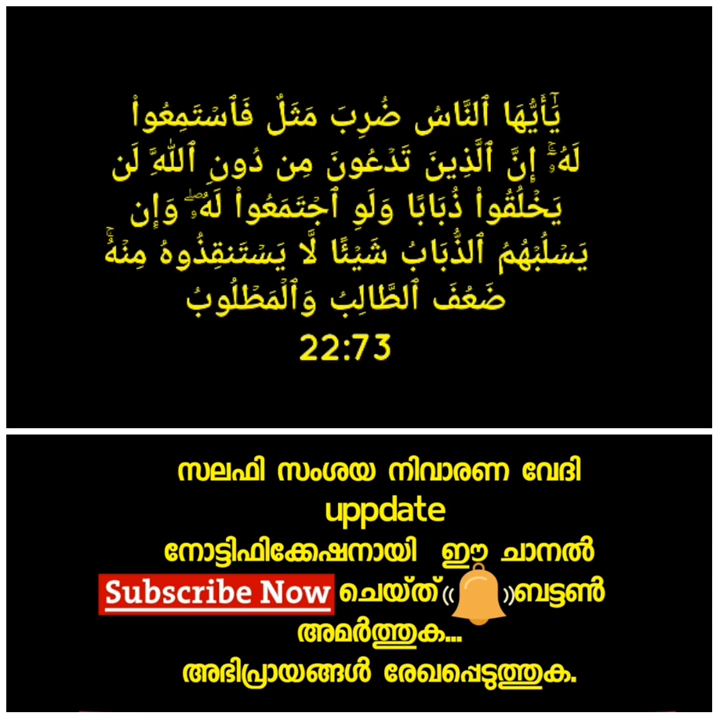 يَٰٓأَيُّهَا ٱلنَّاسُ ضُرِبَ مَثَلٌ فَٱسۡتَمِعُواْ
لَهُۥٓۚ إِنَّ ٱلَّذِينَ تَدۡعُونَ مِن دُونِ ٱللَّهِ لَن
يَخۡلُقُواْ ذُبَابًا وَلَوِ ٱجۡتَمَعُواْ لَهُۥۖ وَإِن
يَسۡلُبۡهُمُ ٱلذُّبَابُ شَيۡـًٔا لَّا يَسۡتَنقِذُوهُ مِنۡهُۚ
ضَعُفَ ٱلطَّالِبُ وَٱلۡمَطۡلُوبُ
22:73
സലഫി സംശയ നിവാരണ വേദി
uppdate
നോട്ടിഫിക്കേഷനായി ഈ ചാനൽ
Subscribe Now ചെയ്ത് ബട്ടൺ
അമർത്തുക...
അഭിപ്രായങ്ങൾ രേഖപ്പെടുത്തുക.